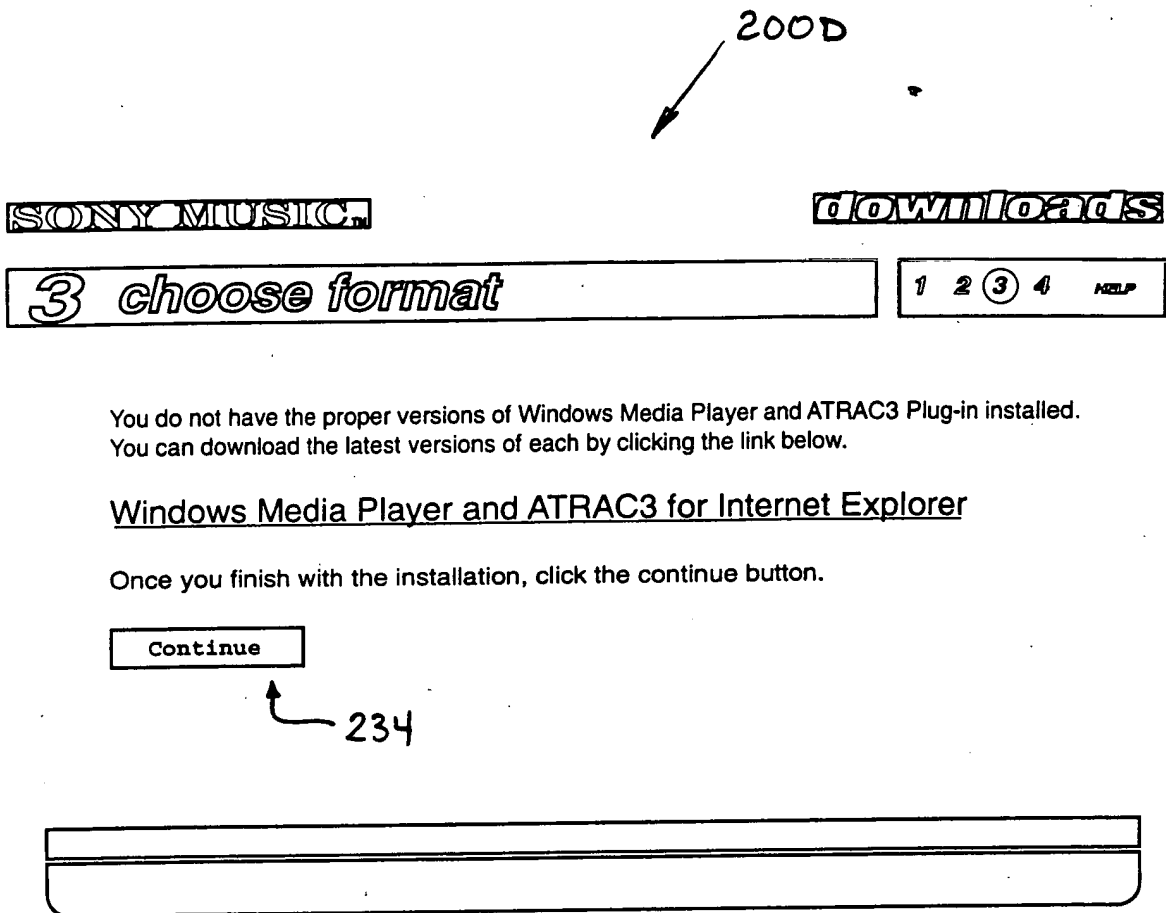 200D
SONY MUSIC™ downloads
3 choose format 1 2 3 4 HELP
You do not have the proper versions of Windows Media Player and ATRAC3 Plug-in installed.
You can download the latest versions of each by clicking the link below.
Windows Media Player and ATRAC3 for Internet Explorer
Once you finish with the installation, click the continue button.
Continue
234